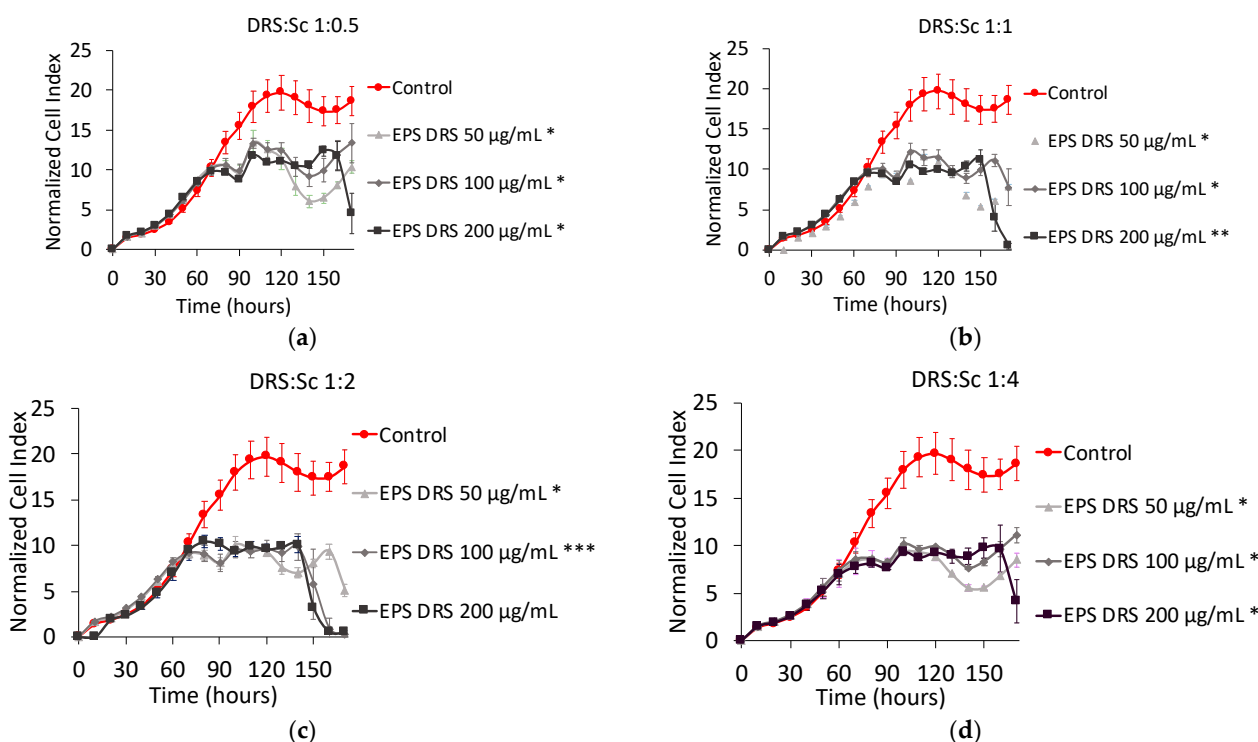 DRS:Sc 1:0.5
25
20
15
10
5
0
Normalized Cell Index
0 30 60 90 120 150
Time (hours)
Control
EPS DRS 50 µg/mL *
EPS DRS 100 µg/mL *
EPS DRS 200 µg/mL *
(a)
DRS:Sc 1:1
25
20
15
10
5
0
Normalized Cell Index
0 30 60 90 120 150
Time (hours)
Control
EPS DRS 50 µg/mL *
EPS DRS 100 µg/mL *
EPS DRS 200 µg/mL **
(b)
DRS:Sc 1:2
25
20
15
10
5
0
Normalized Cell Index
0 30 60 90 120 150
Time (hours)
Control
EPS DRS 50 µg/mL *
EPS DRS 100 µg/mL ***
EPS DRS 200 µg/mL
(c)
DRS:Sc 1:4
25
20
15
10
5
0
Normalized Cell Index
0 30 60 90 120 150
Time (hours)
Control
EPS DRS 50 µg/mL *
EPS DRS 100 µg/mL *
EPS DRS 200 µg/mL *
(d)